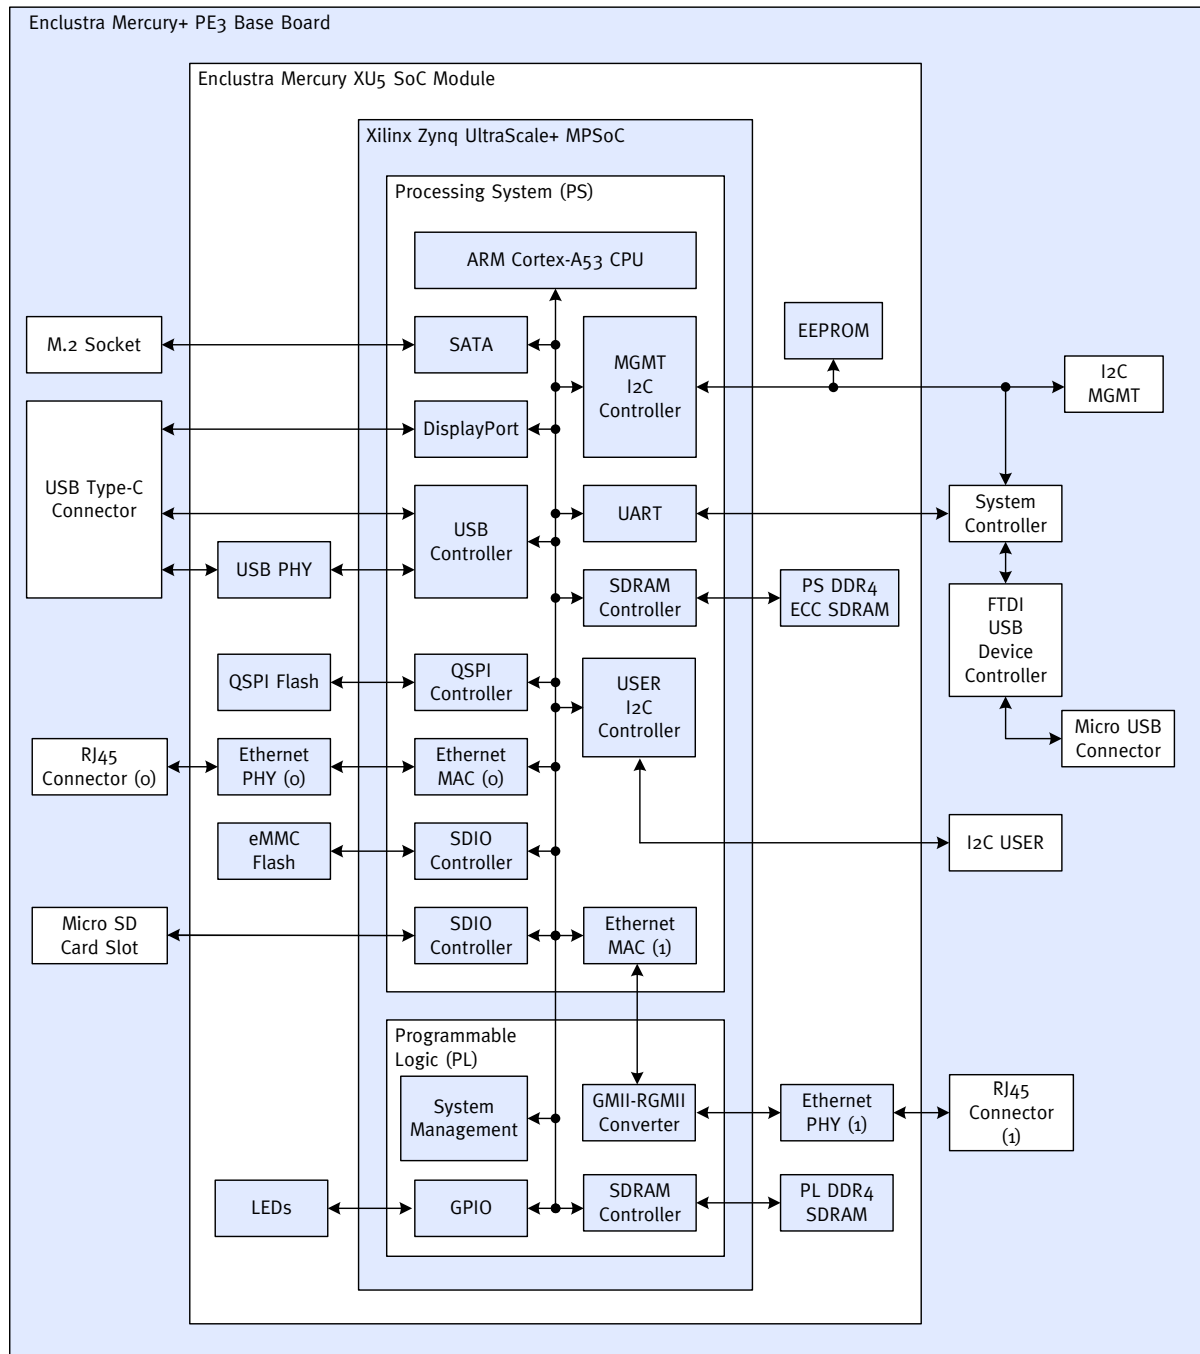 Enclustra Mercury+ PE3 Base Board
Enclustra Mercury XU5 SoC Module
Xilinx Zynq UltraScale+ MPSoC
Processing System (PS)
ARM Cortex-A53 CPU
M.2 Socket
SATA
MGMT
I2C
Controller
EEPROM
I2C
MGMT
DisplayPort
USB Type-C
Connector
USB
Controller
USB PHY
UART
System
Controller
SDRAM
Controller
PS DDR4
ECC SDRAM
FTDI
USB
Device
Controller
QSPI Flash
QSPI
Controller
USER
I2C
Controller
Micro USB
Connector
RJ45
Connector (0)
Ethernet
PHY (0)
Ethernet
MAC (0)
eMMC
Flash
SDIO
Controller
I2C USER
Micro SD
Card Slot
SDIO
Controller
Ethernet
MAC (1)
Programmable
Logic (PL)
System
Management
GMII-RGMII
Converter
Ethernet
PHY (1)
RJ45
Connector
(1)
LEDs
GPIO
SDRAM
Controller
PL DDR4
SDRAM